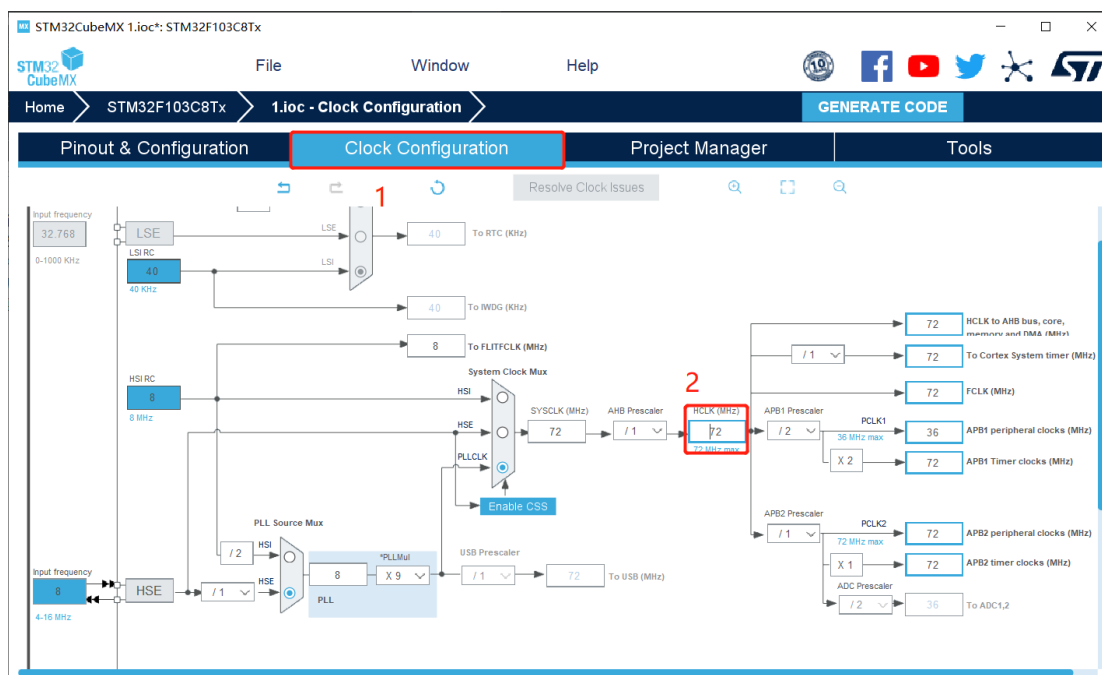 MX STM32CubeMX 1.ioc*: STM32F103C8Tx
STM32
CubeMX
File
Window
Help
10
ST
Home
STM32F103C8Tx
1.ioc - Clock Configuration
GENERATE CODE
Pinout & Configuration
Clock Configuration
Project Manager
Tools
1
Resolve Clock Issues
Input frequency
32.768
0-1000 KHz
LSE
LSE
40
To RTC (KHz)
LSI RC
40
40 KHz
LSI
40
To IWDG (KHz)
8
To FLITFCLK (MHz)
HSI RC
8
8 MHz
System Clock Mux
HSI
HSE
PLLCLK
Enable CSS
SYSCLK (MHz)
72
AHB Prescaler
/ 1
2
HCLK (MHz)
72
72 MHz max
72
HCLK to AHB bus, core,
memory and DMA (MHz)
/ 1
72
To Cortex System timer (MHz)
72
FCLK (MHz)
APB1 Prescaler
/ 2
PCLK1
36 MHz max
36
APB1 peripheral clocks (MHz)
X 2
72
APB1 Timer clocks (MHz)
APB2 Prescaler
/ 1
PCLK2
72 MHz max
72
APB2 peripheral clocks (MHz)
X 1
72
APB2 timer clocks (MHz)
ADC Prescaler
/ 2
36
To ADC1,2
PLL Source Mux
/ 2
HSI
HSE
Input frequency
8
4-16 MHz
HSE
/ 1
8
*PLLMul
X 9
PLL
USB Prescaler
/ 1
72
To USB (MHz)